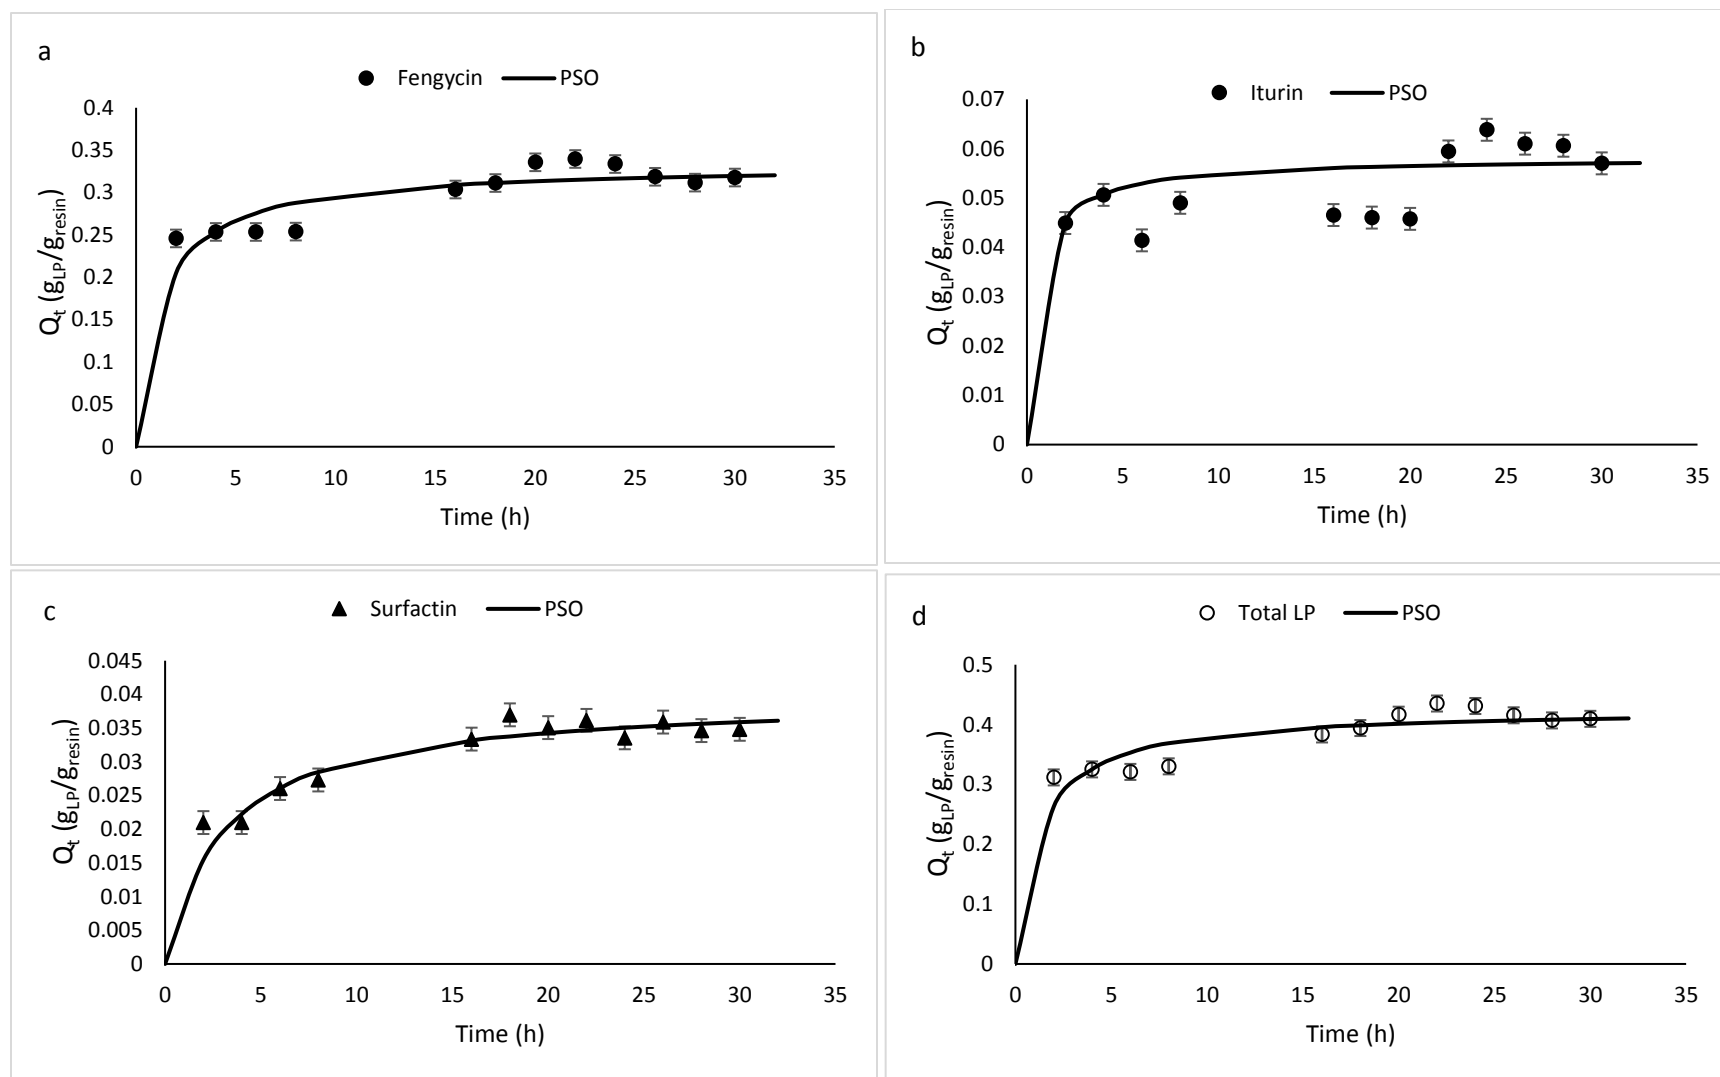 a
Fengycin PSO
0.4
0.35
0.3
0.25
0.2
0.15
0.1
0.05
0
Qt (gLP/gresin)
0 5 10 15 20 25 30 35
Time (h)
b
Iturin PSO
0.07
0.06
0.05
0.04
0.03
0.02
0.01
0
Qt (gLP/gresin)
0 5 10 15 20 25 30 35
Time (h)
c
Surfactin PSO
0.045
0.04
0.035
0.03
0.025
0.02
0.015
0.01
0.005
0
Qt (gLP/gresin)
0 5 10 15 20 25 30 35
Time (h)
d
Total LP PSO
0.5
0.4
0.3
0.2
0.1
0
Qt (gLP/gresin)
0 5 10 15 20 25 30 35
Time (h)